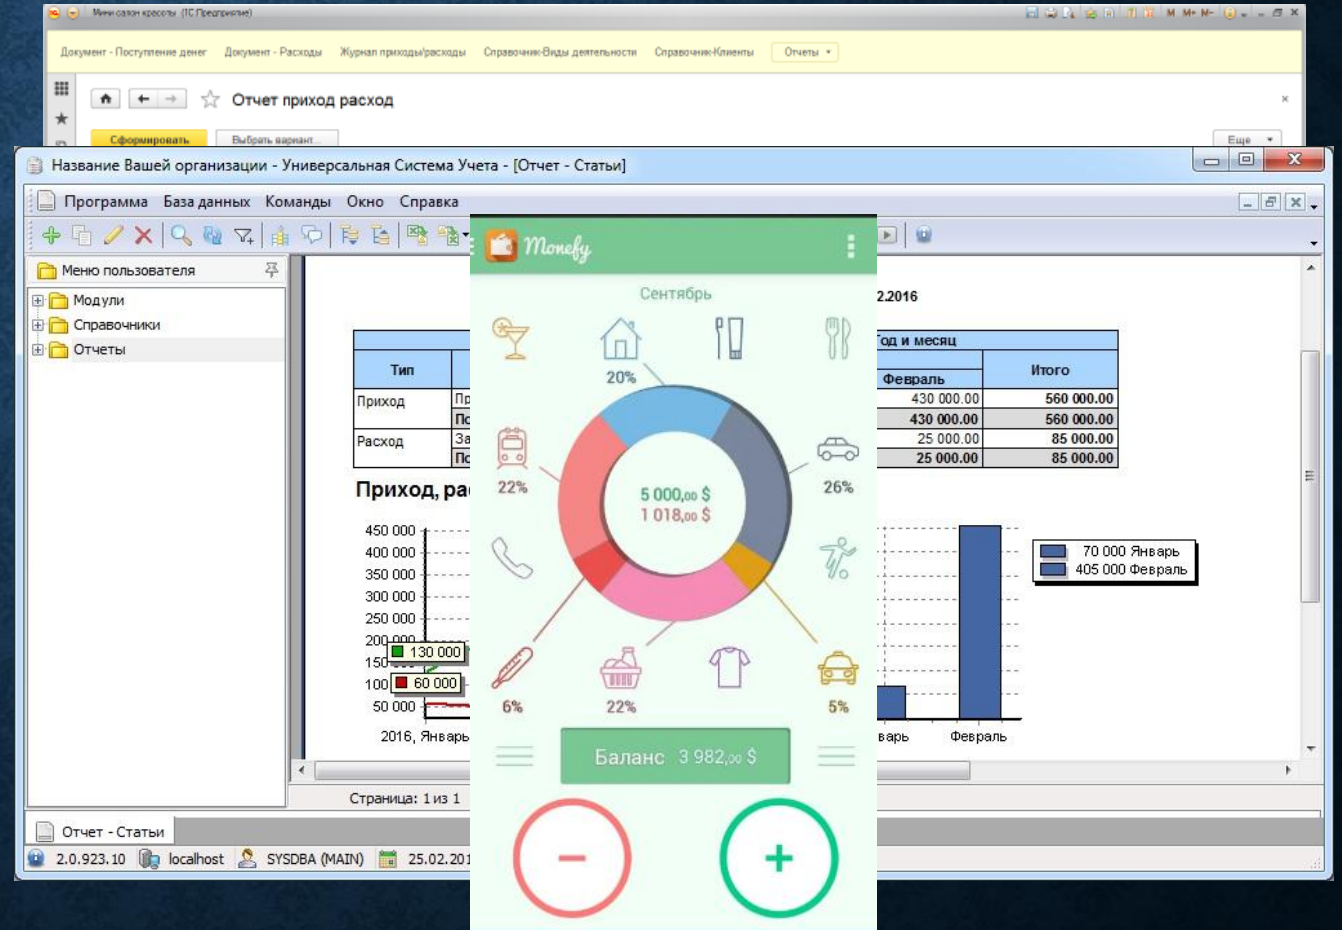 Мини салон красоты (1С:Предприятие)
M M+ M-
Документ - Поступление денег Документ - Расходы Журнал приходы/расходы Справочник-Виды деятельности Справочник-Клиенты Отчеты
Отчет приход расход
Сформировать Выбрать вариант... Еще
Название Вашей организации - Универсальная Система Учета - [Отчет - Статьи]
Программа База данных Команды Окно Справка
Меню пользователя
Модули
Справочники
Отчеты
2.2016
од и месяц
Тип Февраль Итого
Приход 430 000.00 560 000.00
430 000.00 560 000.00
Расход За 25 000.00 85 000.00
25 000.00 85 000.00
Приход, ра
450 000
400 000
350 000
300 000
250 000
200 000
150
100
50 000
130 000
60 000
2016, Январь
варь Февраль
70 000 Январь
405 000 Февраль
Страница: 1 из 1
Отчет - Статьи
2.0.923.10 localhost SYSDBA (MAIN) 25.02.201
Monefy
Сентябрь
20%
22%
26%
5 000,00 $
1 018,00 $
6%
22%
5%
Баланс 3 982,00 $